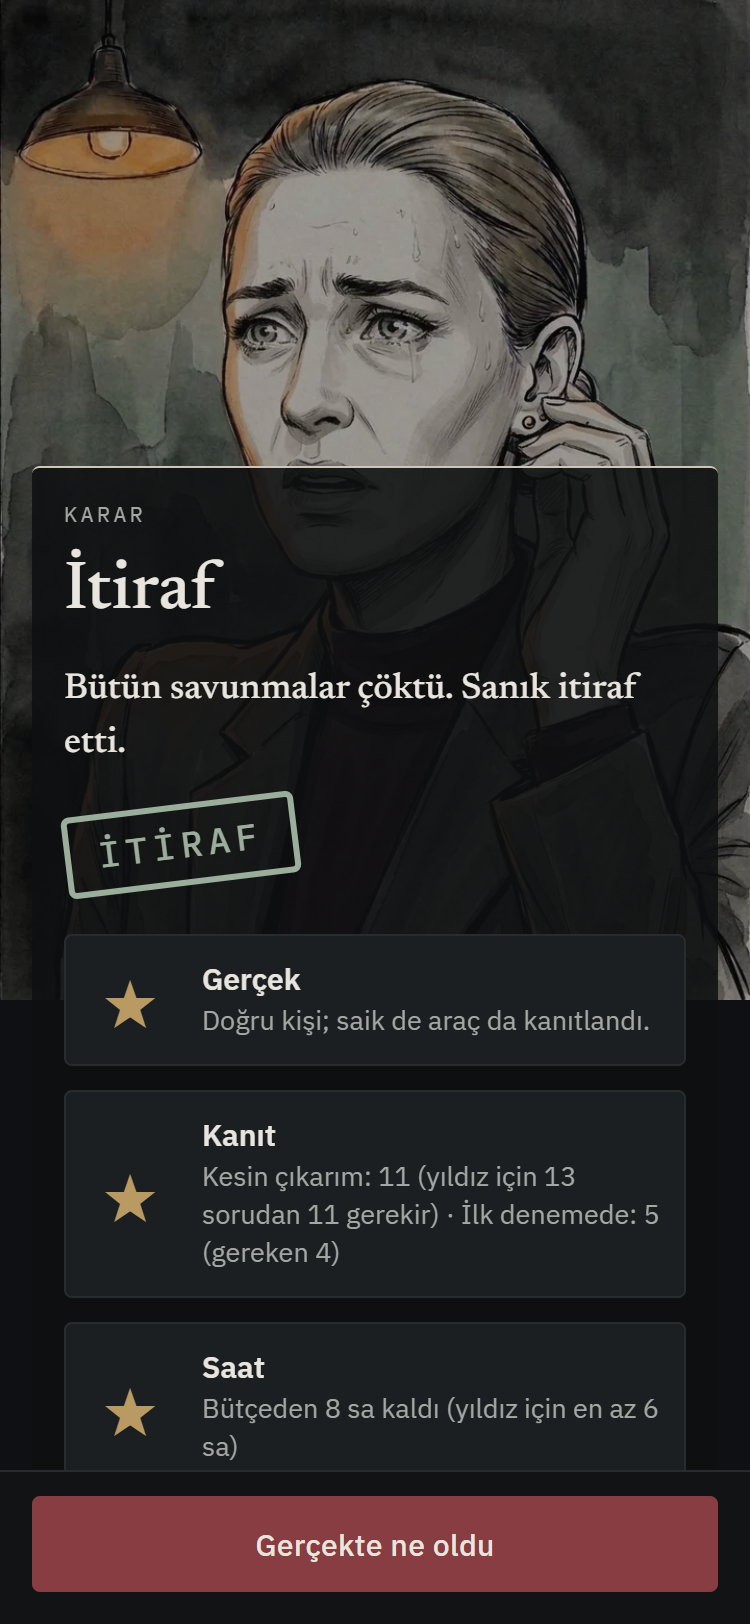 KARAR
İtiraf
Bütün savunmalar çöktü. Sanık itiraf
etti.
İTİRAF
Gerçek
Doğru kişi; saik de araç da kanıtlandı.
Kanıt
Kesin çıkarım: 11 (yıldız için 13
sorudan 11 gerekir) · İlk denemede: 5
(gereken 4)
Saat
Bütçeden 8 sa kaldı (yıldız için en az 6
sa)
Gerçekte ne oldu